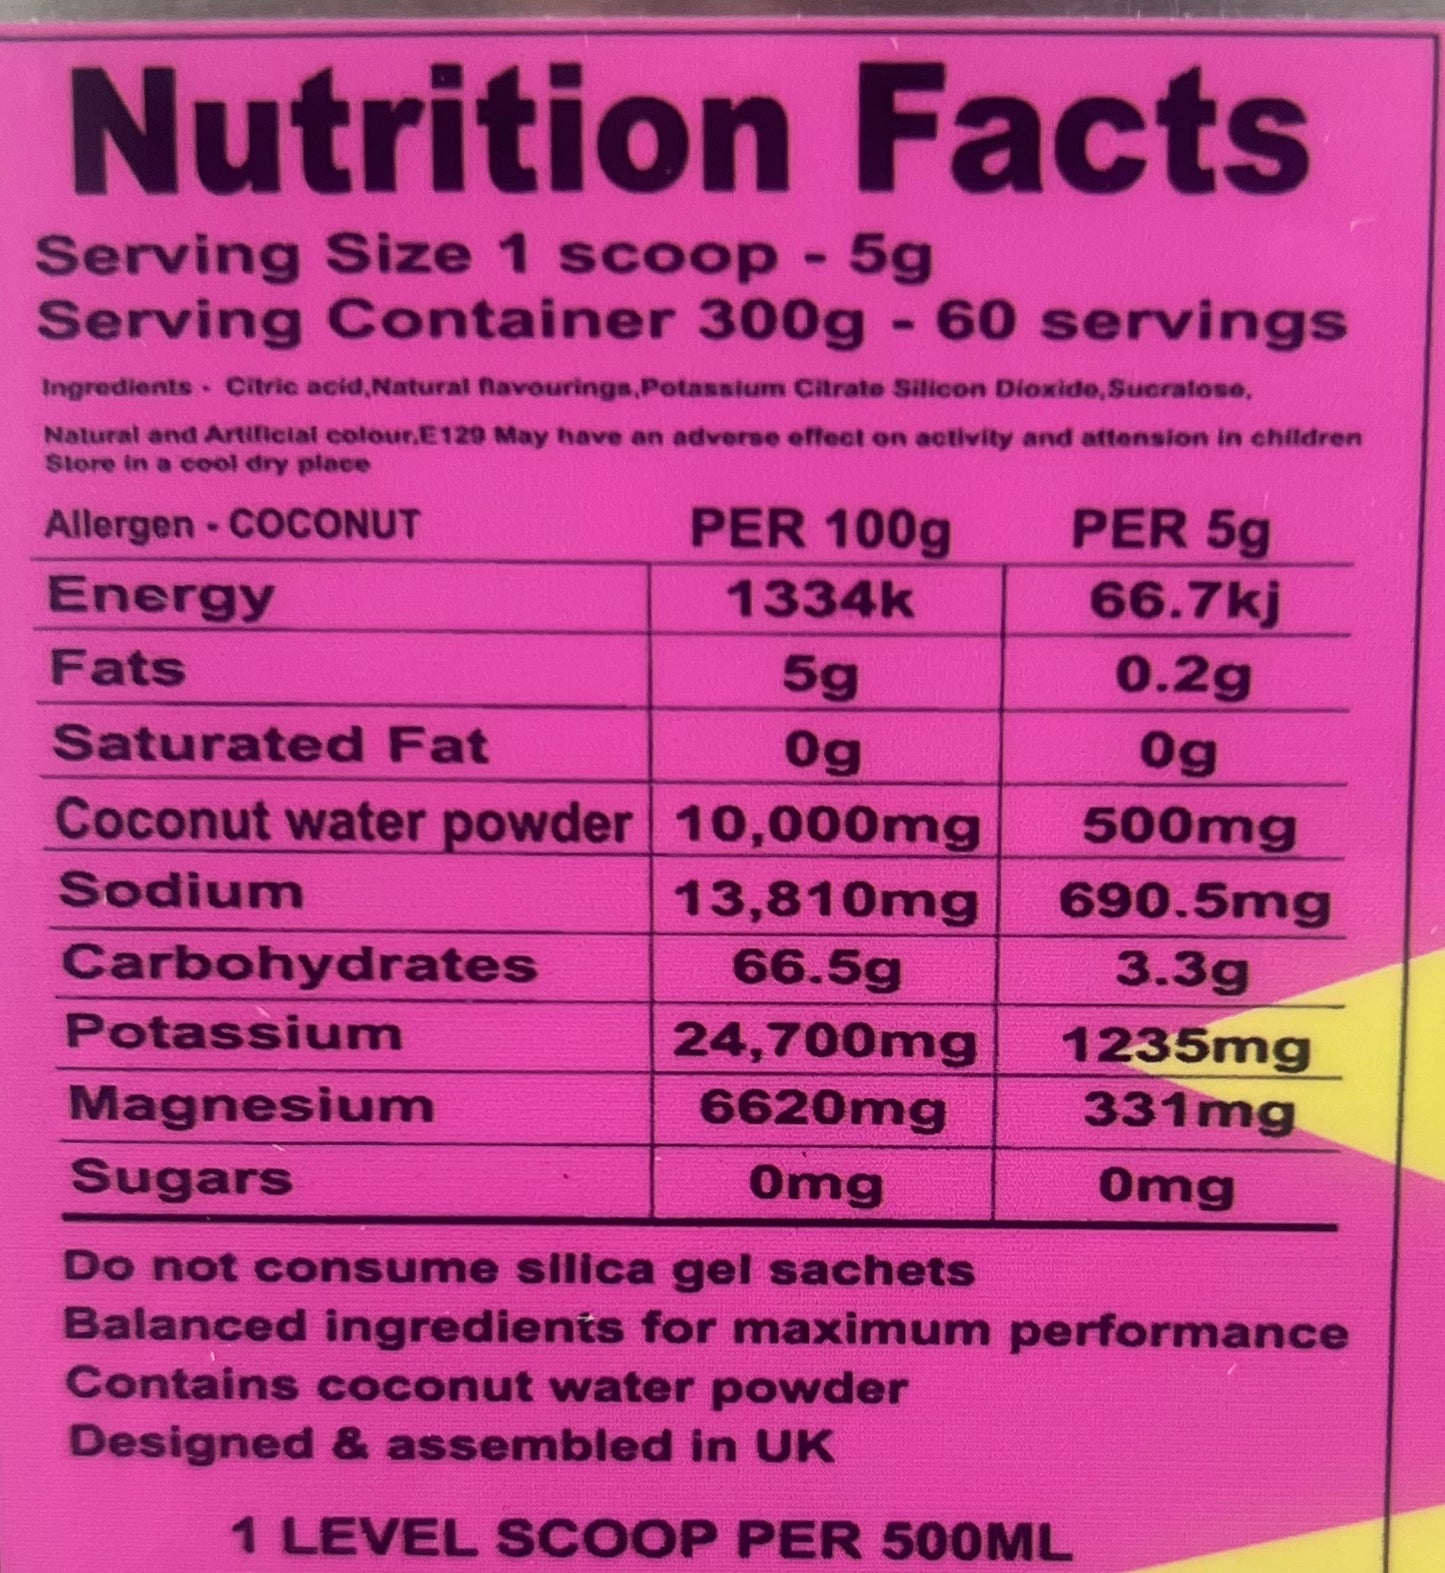 Nutrition Facts
Serving Size 1 scoop - 5g
Serving Container 300g - 60 servings
Ingredients - Citric acid,Natural flavourings,Potassium Citrate Silicon Dioxide,Sucralose,
Natural and Artificial colour,E129 May have an adverse effect on activity and attension in children
Store in a cool dry place
Allergen - COCONUT PER 100g PER 5g
Energy 1334k 66.7kj
Fats 5g 0.2g
Saturated Fat 0g 0g
Coconut water powder 10,000mg 500mg
Sodium 13,810mg 690.5mg
Carbohydrates 66.5g 3.3g
Potassium 24,700mg 1235mg
Magnesium 6620mg 331mg
Sugars 0mg 0mg
Do not consume silica gel sachets
Balanced ingredients for maximum performance
Contains coconut water powder
Designed & assembled in UK
1 LEVEL SCOOP PER 500ML